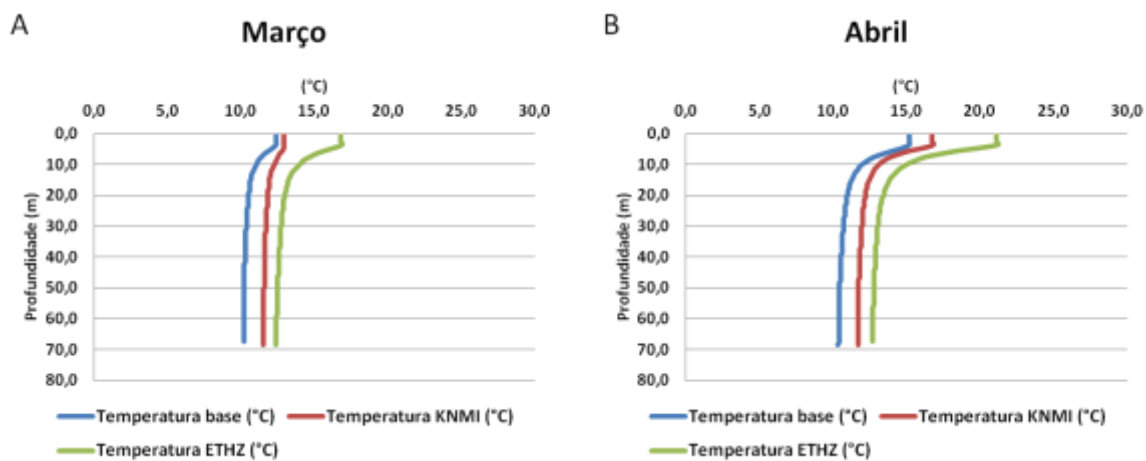 A
Março
(°C)
0,0 5,0 10,0 15,0 20,0 25,0 30,0
0,0
10,0
20,0
30,0
40,0
50,0
60,0
70,0
80,0
Profundidade (m)
Temperatura base (°C) Temperatura KNMI (°C)
Temperatura ETHZ (°C)
B
Abril
(°C)
0,0 5,0 10,0 15,0 20,0 25,0 30,0
0,0
10,0
20,0
30,0
40,0
50,0
60,0
70,0
80,0
Profundidade (m)
Temperatura base (°C) Temperatura KNMI (°C)
Temperatura ETHZ (°C)